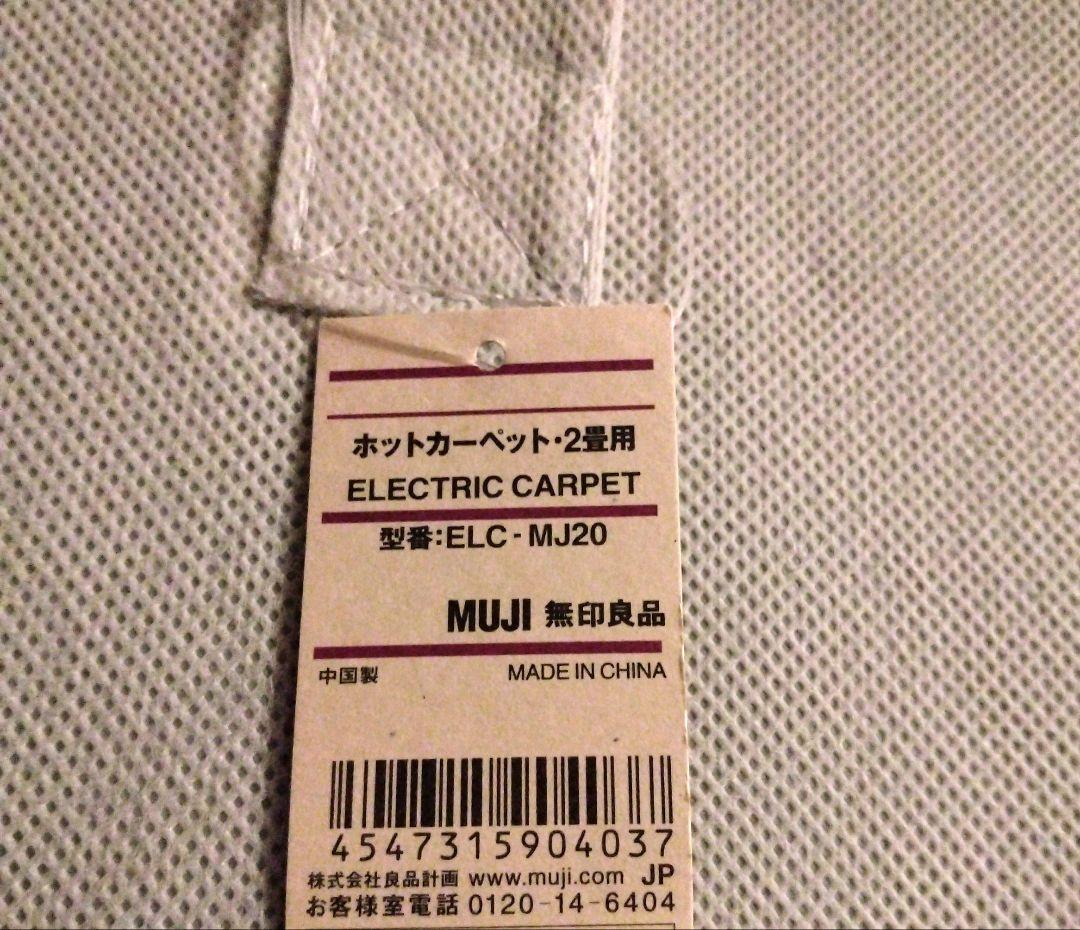 ホットカーペット・2畳用
ELECTRIC CARPET
型番:ELC-MJ20
MUJI 無印良品
中国製 MADE IN CHINA
4547315904037
株式会社良品計画 www.muji.com JP
お客様室電話 0120-14-6404